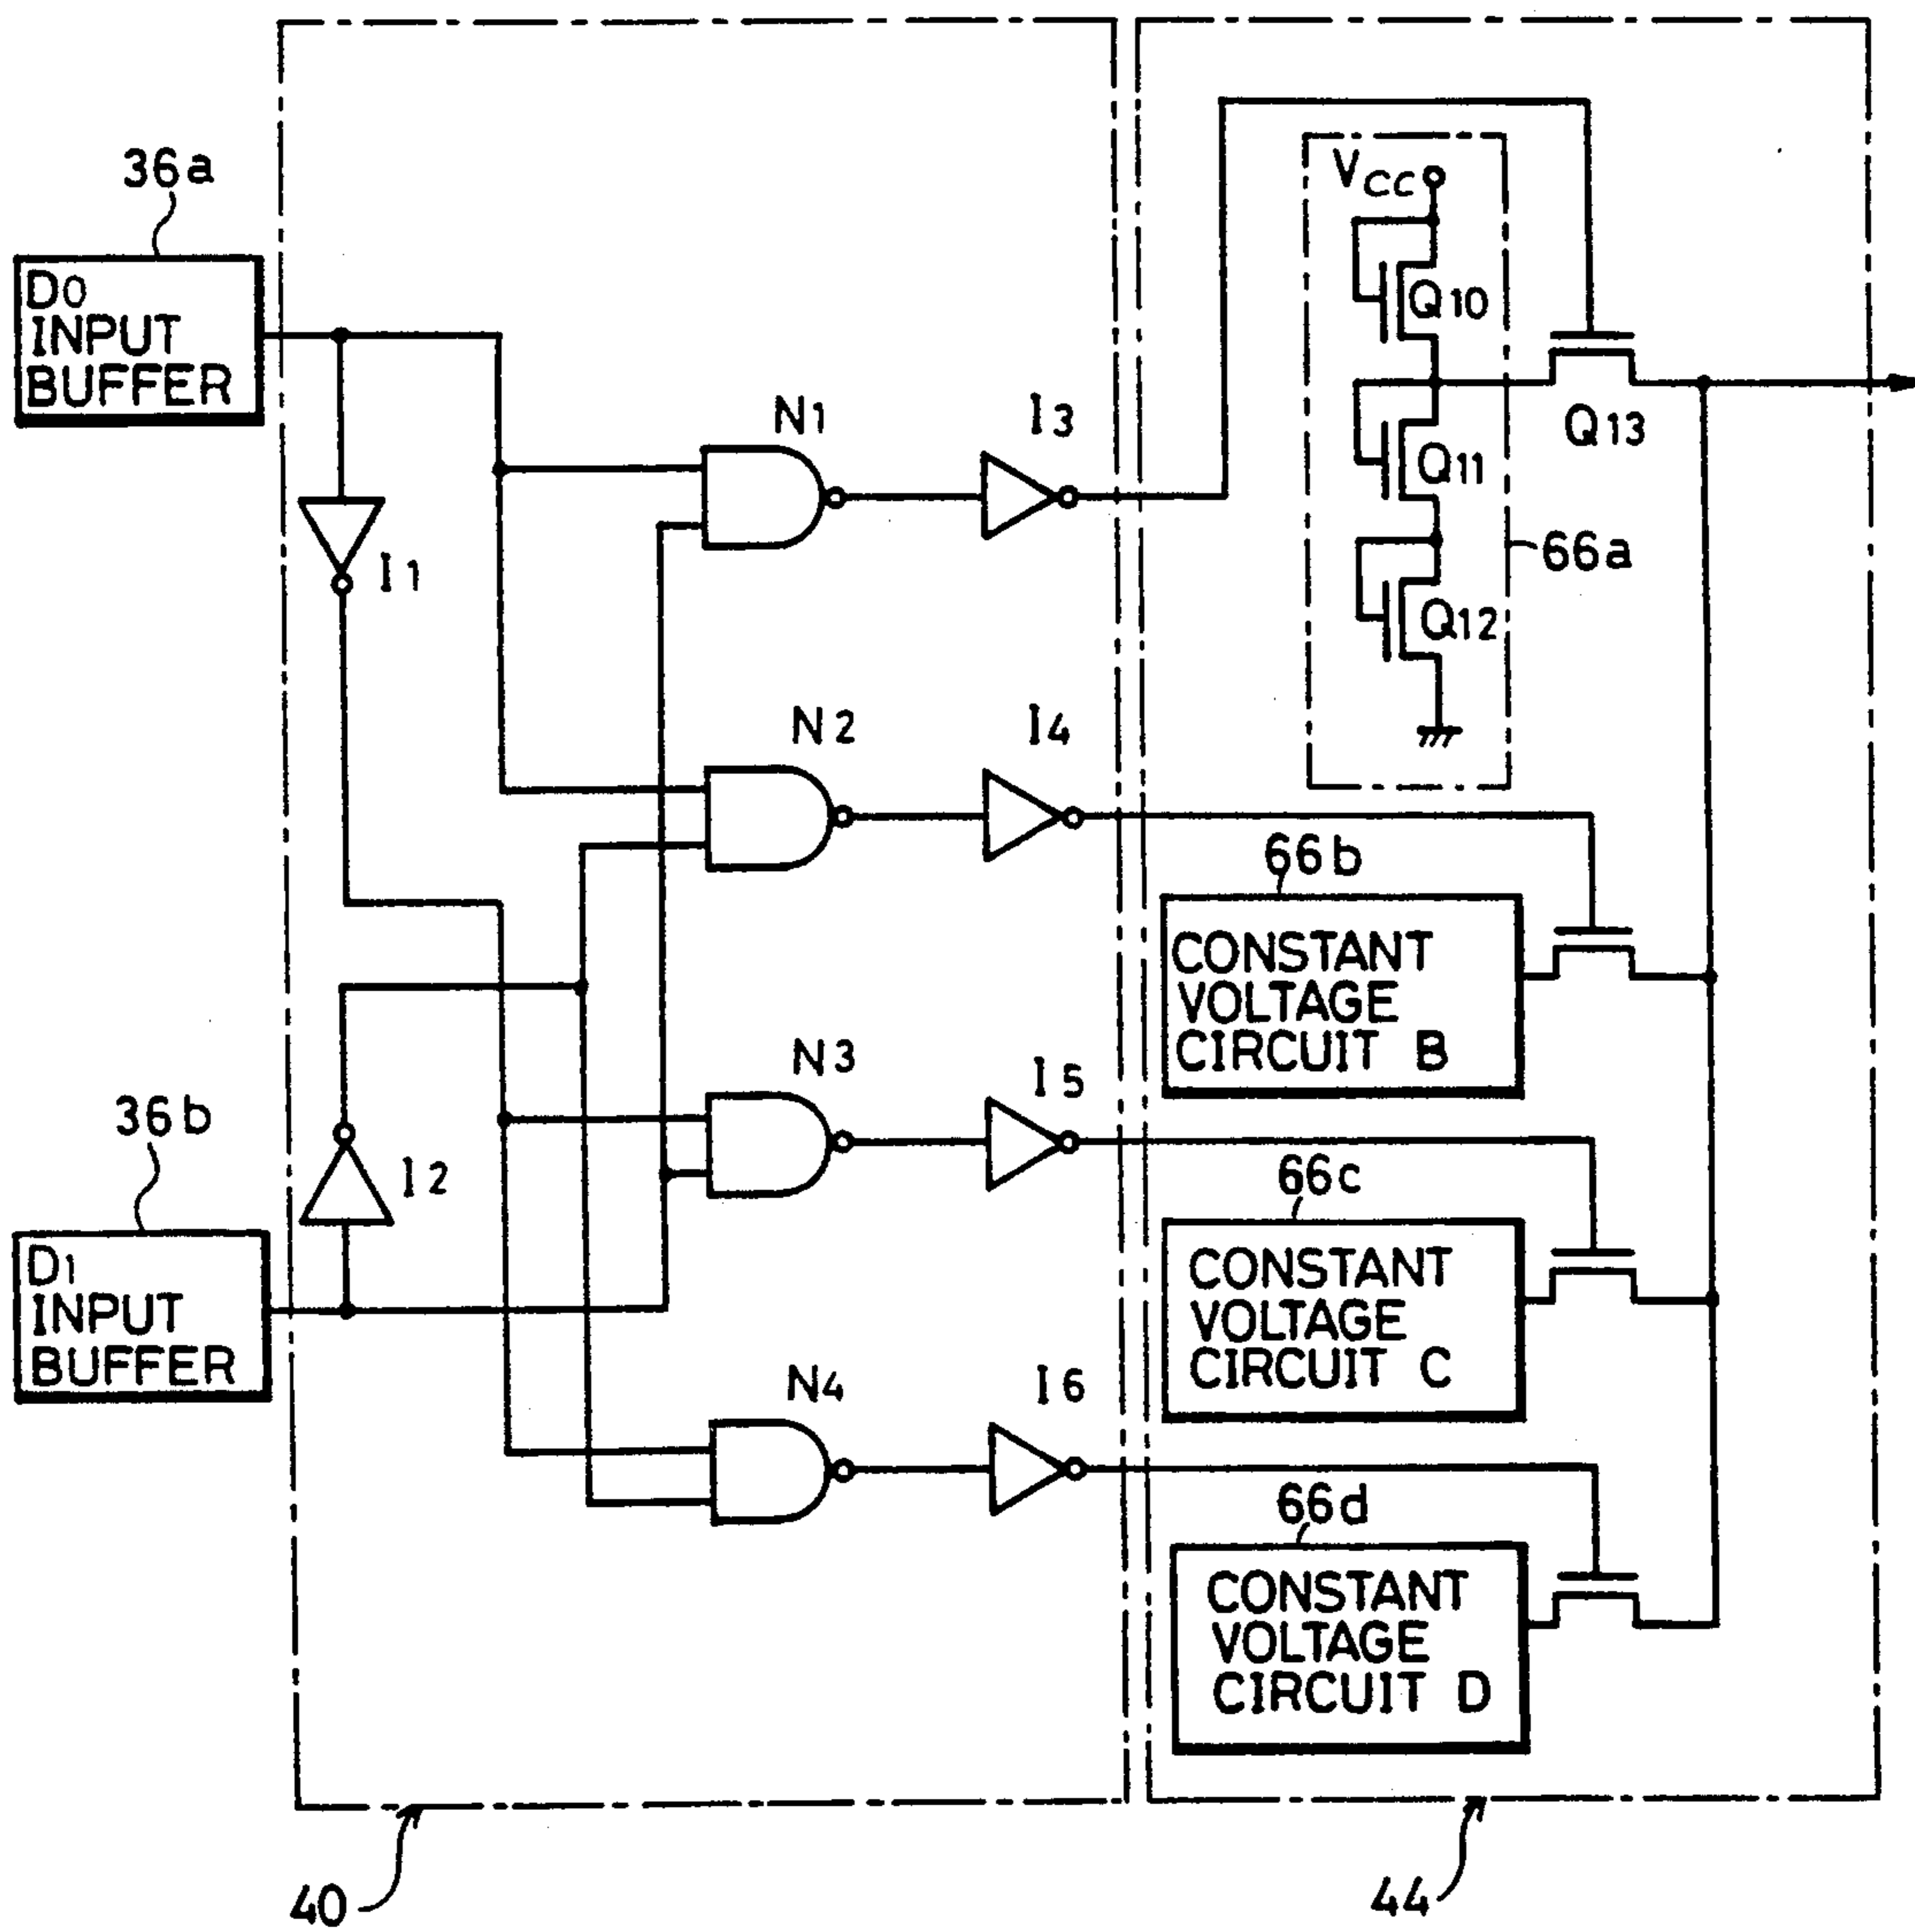 36a
D0
INPUT
BUFFER
I1
N1
I3
VCC
Q10
Q11
Q12
Q13
66a
N2
I4
66b
CONSTANT
VOLTAGE
CIRCUIT B
36b
D1
INPUT
BUFFER
I2
N3
I5
66c
CONSTANT
VOLTAGE
CIRCUIT C
N4
I6
66d
CONSTANT
VOLTAGE
CIRCUIT D
40
44